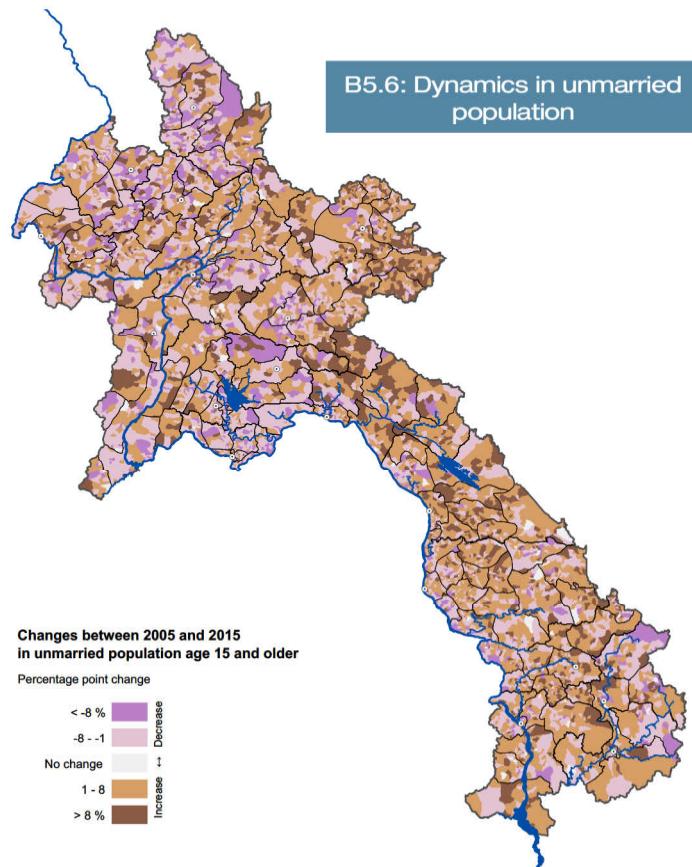 B5.6: Dynamics in unmarried
population
Changes between 2005 and 2015
in unmarried population age 15 and older
Percentage point change
< -8 %
-8 - -1
No change
1 - 8
> 8 %
Decrease
↔
Increase